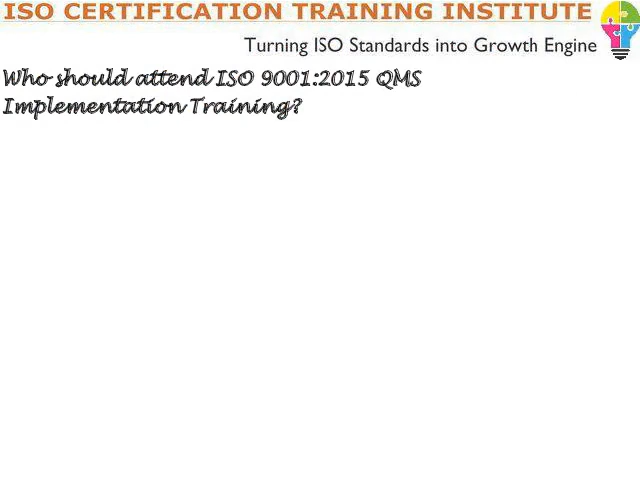 ISO CERTIFICATION TRAINING INSTITUTE
Turning ISO Standards into Growth Engine
Who should attend ISO 9001:2015 QMS
Implementation Training?